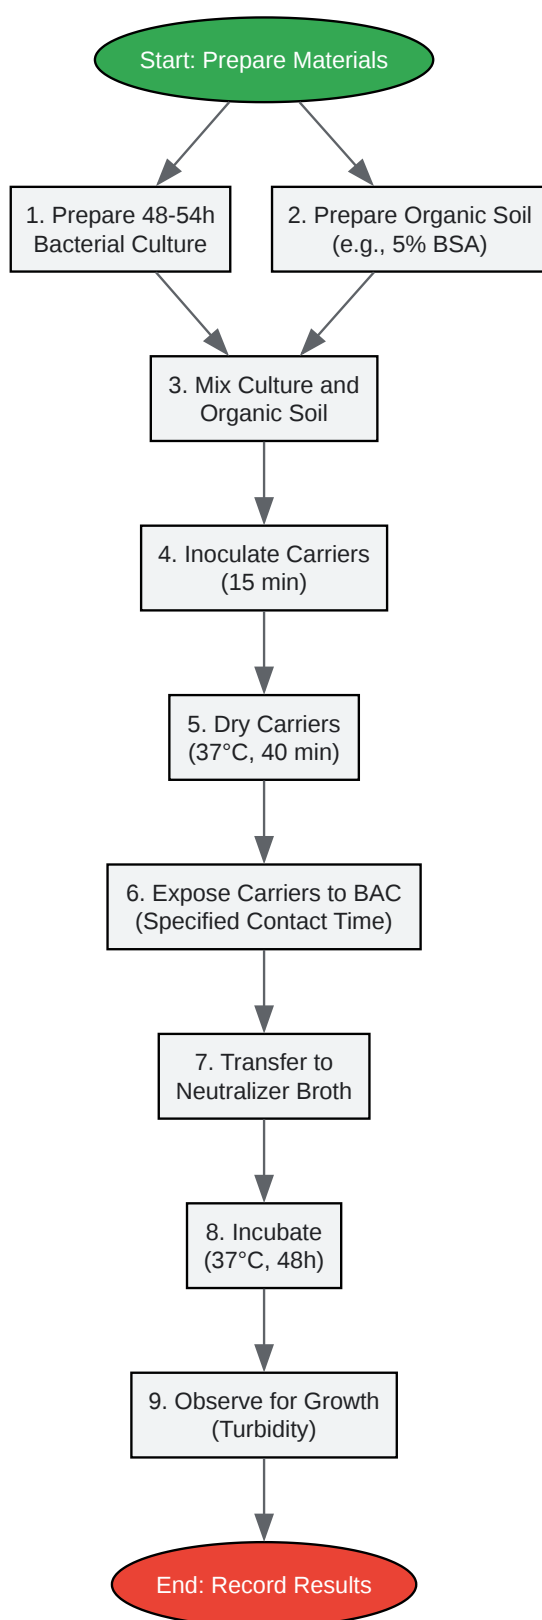 Start: Prepare Materials
1. Prepare 48-54h
Bacterial Culture
2. Prepare Organic Soil
(e.g., 5% BSA)
3. Mix Culture and
Organic Soil
4. Inoculate Carriers
(15 min)
5. Dry Carriers
(37°C, 40 min)
6. Expose Carriers to BAC
(Specified Contact Time)
7. Transfer to
Neutralizer Broth
8. Incubate
(37°C, 48h)
9. Observe for Growth
(Turbidity)
End: Record Results